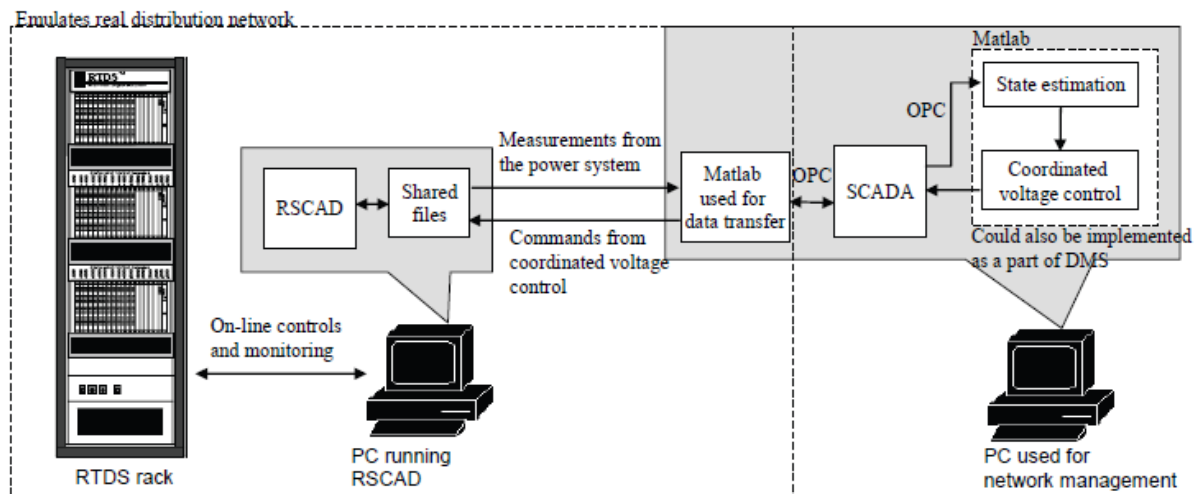 Emulates real distribution network
RTDS
Matlab
State estimation
OPC
Measurements from
the power system
Coordinated
voltage control
Matlab
used for
data transfer
OPC
SCADA
RSCAD
Shared
files
Commands from
coordinated voltage
control
Could also be implemented
as a part of DMS
On-line controls
and monitoring
RTDS rack
PC running
RSCAD
PC used for
network management